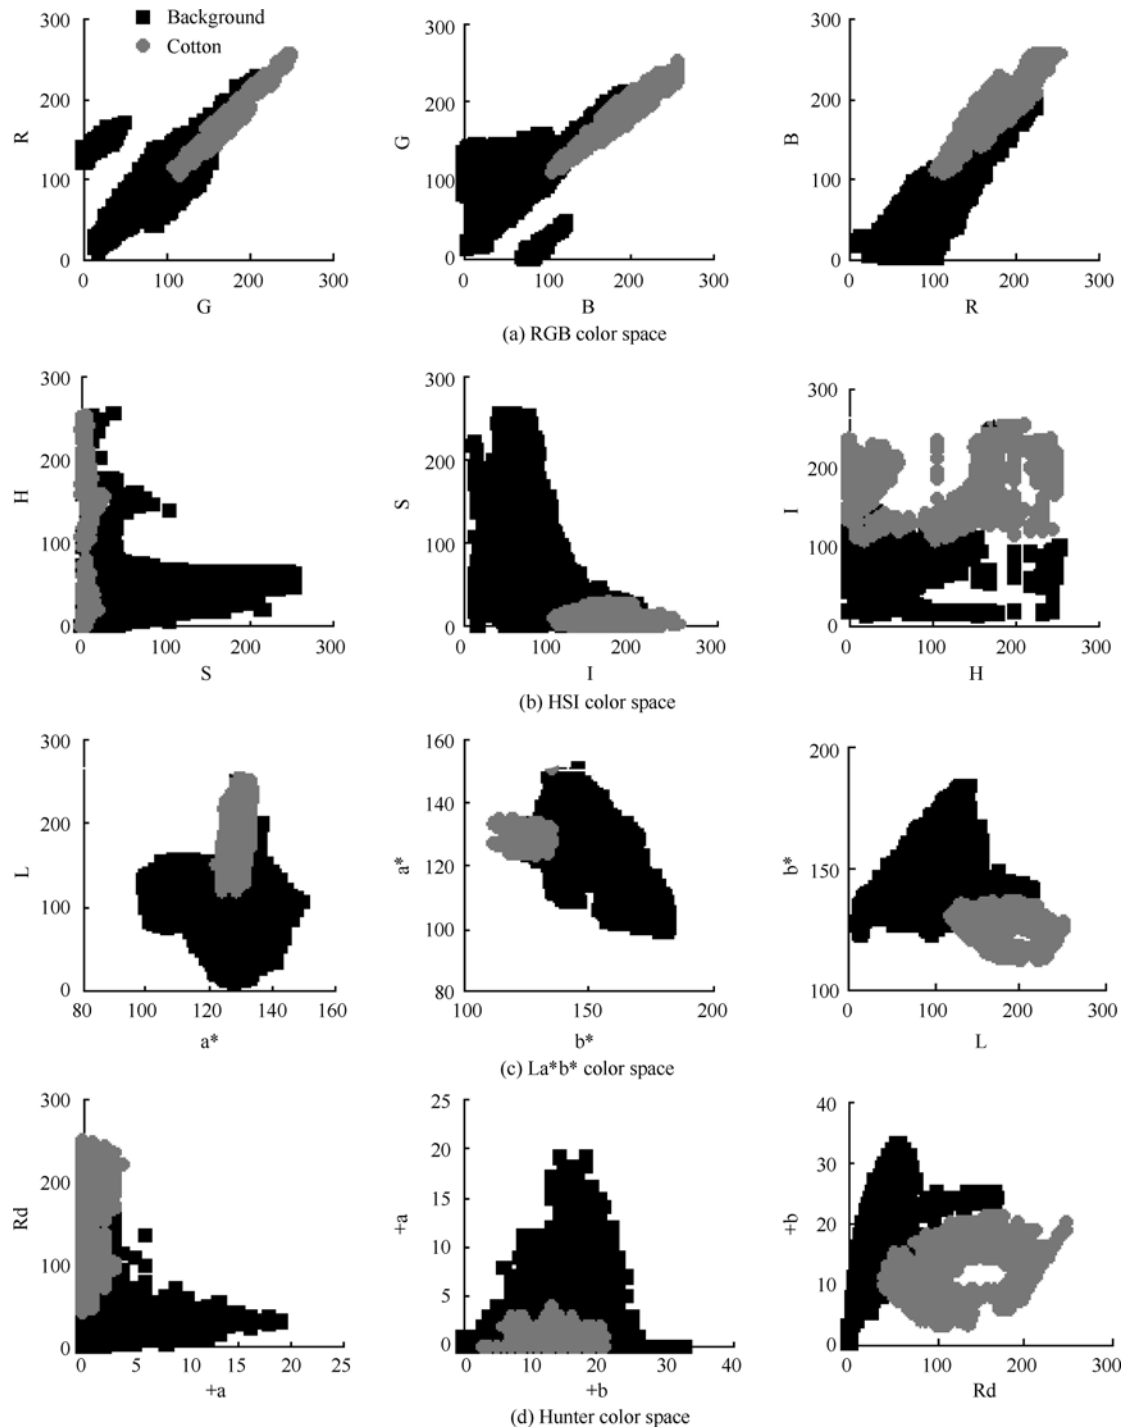 Background
Cotton
300
200
100
0
R
0 100 200 300
G
300
200
100
0
G
0 100 200 300
B
300
200
100
0
B
0 100 200 300
R
(a) RGB color space
300
200
100
0
H
0 100 200 300
S
300
200
100
0
S
0 100 200 300
I
300
200
100
0
I
0 100 200 300
H
(b) HSI color space
300
200
100
0
L
80 100 120 140 160
a*
160
140
120
100
80
a*
100 150 200
b*
200
150
100
b*
0 100 200 300
L
(c) La*b* color space
300
200
100
0
Rd
0 5 10 15 20 25
+a
25
20
15
10
5
0
+a
0 10 20 30 40
+b
40
30
20
10
0
+b
0 100 200 300
Rd
(d) Hunter color space